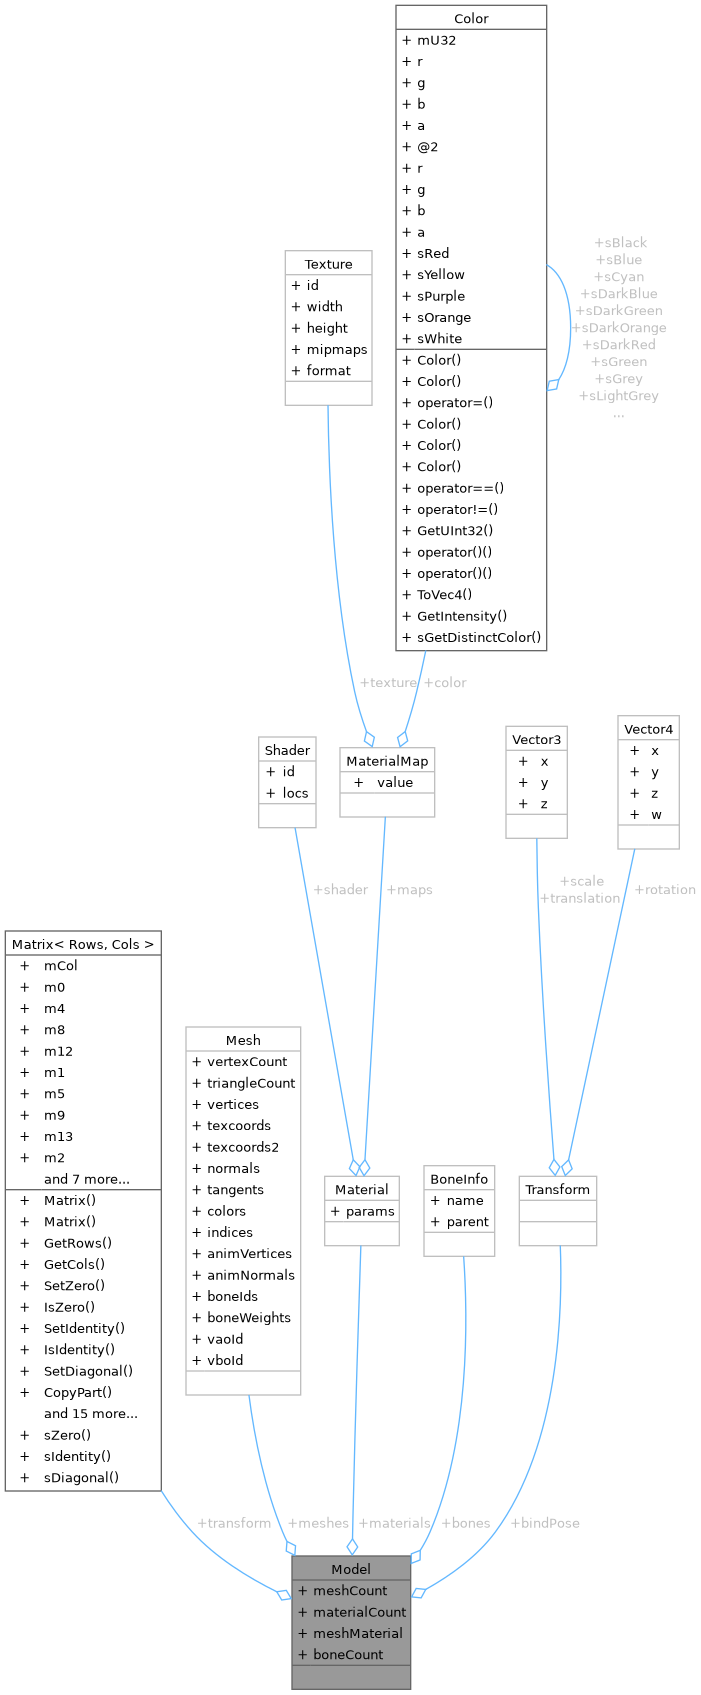 Color
+ mU32
+ r
+ g
+ b
+ a
+ @2
+ r
+ g
+ b
+ a
+ sRed
+ sYellow
+ sPurple
+ sOrange
+ sWhite
+ Color()
+ Color()
+ operator=()
+ Color()
+ Color()
+ Color()
+ operator==()
+ operator!=()
+ GetUInt32()
+ operator()()
+ operator()()
+ ToVec4()
+ GetIntensity()
+ sGetDistinctColor()
+sBlack
+sBlue
+sCyan
+sDarkBlue
+sDarkGreen
+sDarkOrange
+sDarkRed
+sGreen
+sGrey
+sLightGrey
...
Texture
+ id
+ width
+ height
+ mipmaps
+ format
+texture
+color
Shader
+ id
+ locs
MaterialMap
+ value
Vector3
+ x
+ y
+ z
Vector4
+ x
+ y
+ z
+ w
+shader
+maps
+scale
+translation
+rotation
Matrix< Rows, Cols >
+ mCol
+ m0
+ m4
+ m8
+ m12
+ m1
+ m5
+ m9
+ m13
+ m2
and 7 more...
+ Matrix()
+ Matrix()
+ GetRows()
+ GetCols()
+ SetZero()
+ IsZero()
+ SetIdentity()
+ IsIdentity()
+ SetDiagonal()
+ CopyPart()
and 15 more...
+ sZero()
+ sIdentity()
+ sDiagonal()
Mesh
+ vertexCount
+ triangleCount
+ vertices
+ texcoords
+ texcoords2
+ normals
+ tangents
+ colors
+ indices
+ animVertices
+ animNormals
+ boneIds
+ boneWeights
+ vaoId
+ vboId
Material
+ params
BoneInfo
+ name
+ parent
Transform
+transform
+meshes
+materials
+bones
+bindPose
Model
+ meshCount
+ materialCount
+ meshMaterial
+ boneCount